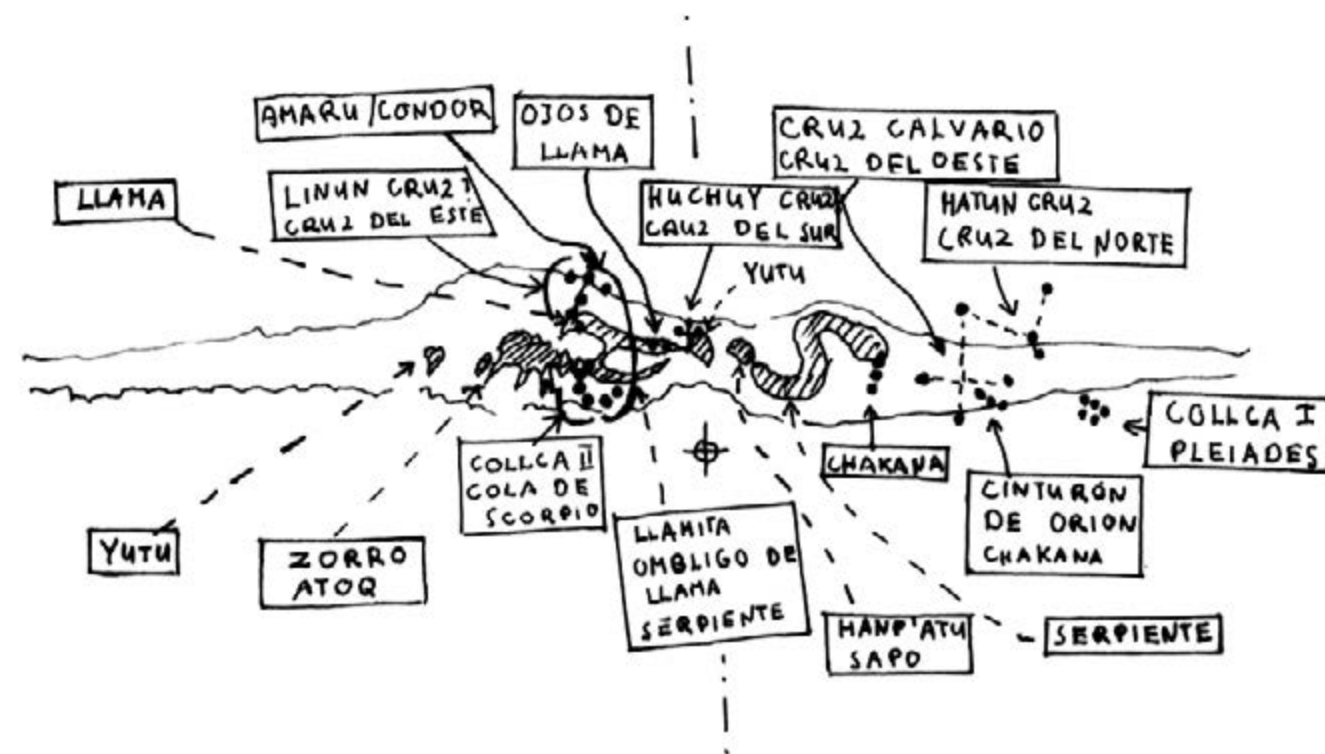 AMARU/CONDOR
OJOS DE
LLAMA
CRUZ CALVARIO
CRUZ DEL OESTE
LLAMA
LINUN CRUZ?
CRUZ DEL ESTE
HUCHUY CRUZ
CRUZ DEL SUR
HATUN CRUZ
CRUZ DEL NORTE
YUTU
COLLCA I
PLEIADES
COLLCA II
COLA DE
SCORPIO
CHAKANA
CINTURÓN
DE ORION
CHAKANA
YUTU
ZORRO
ATOQ
LLAMITA
OMBLIGO DE
LLAMA
SERPIENTE
HANP'ATU
SAPO
SERPIENTE